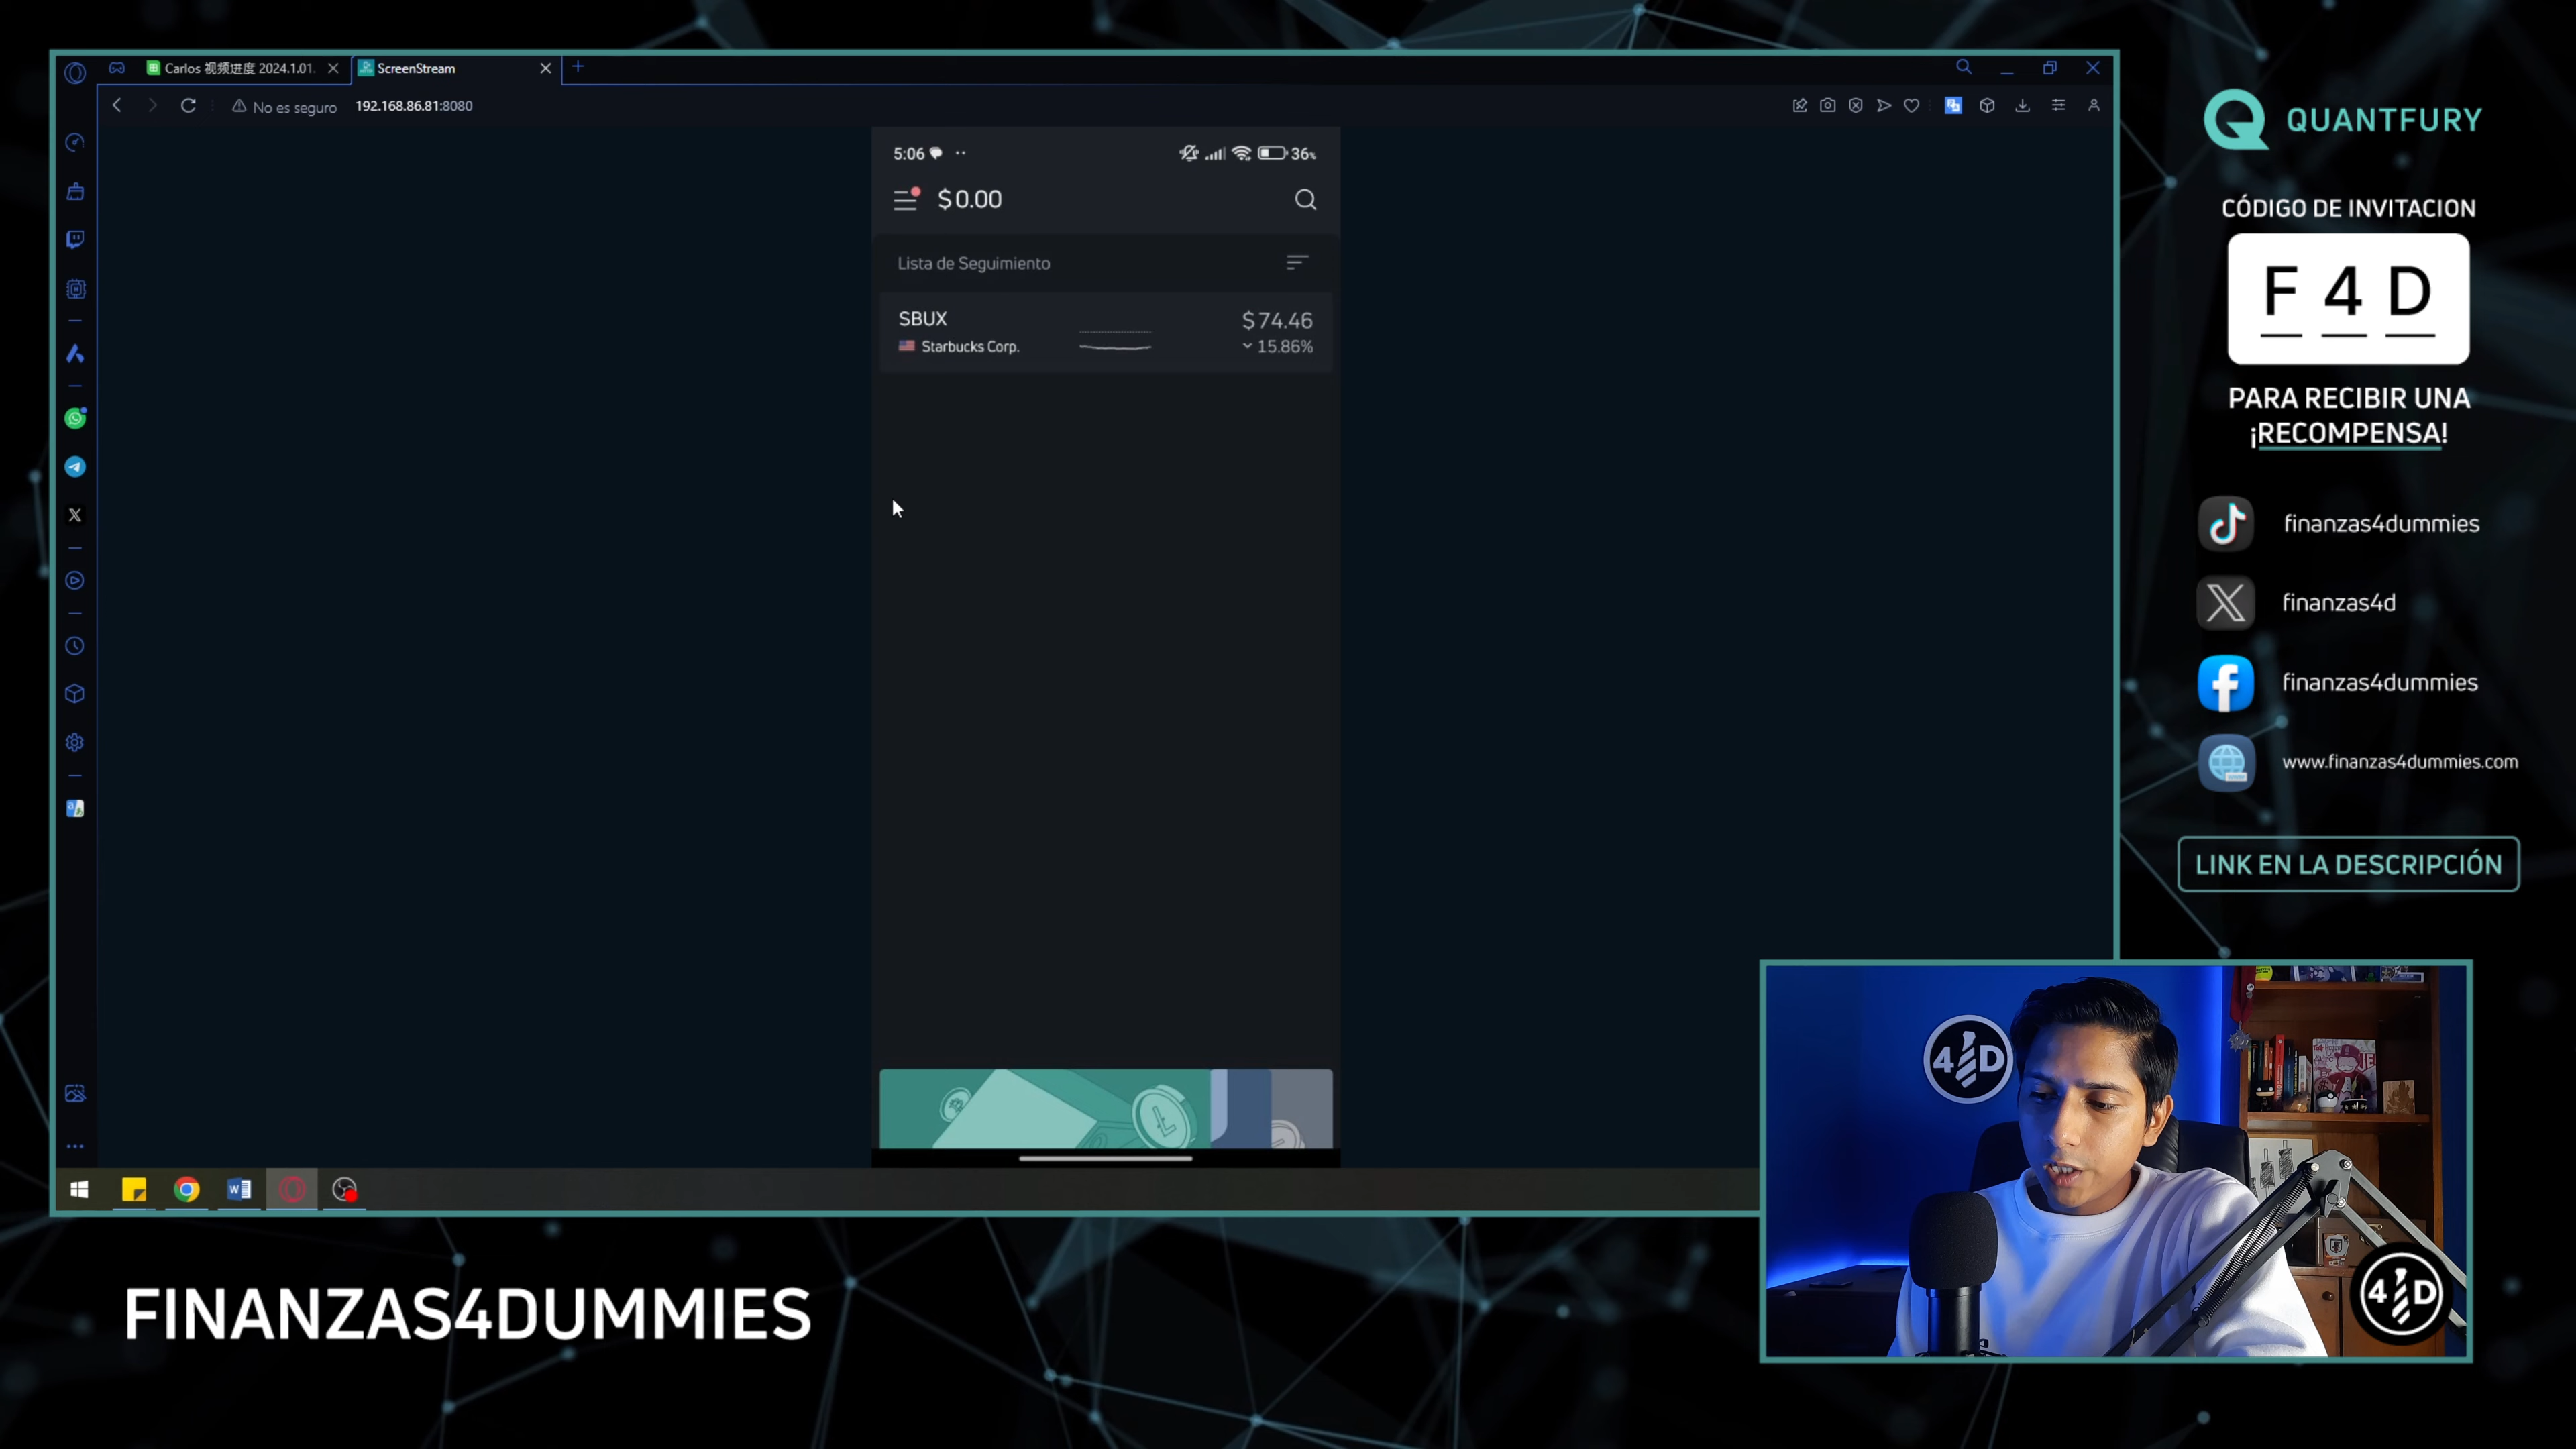 Carlos 视频进度 2024.1.01.
ScreenStream
No es seguro
192.168.86.81:8080
5:06
36%
$0.00
Lista de Seguimiento
SBUX
$74.46
Starbucks Corp.
15.86%
QUANTFURY
CÓDIGO DE INVITACION
F 4 D
PARA RECIBIR UNA
¡RECOMPENSA!
finanzas4dummies
finanzas4d
finanzas4dummies
www.finanzas4dummies.com
LINK EN LA DESCRIPCIÓN
4D
4D
FINANZAS4DUMMIES